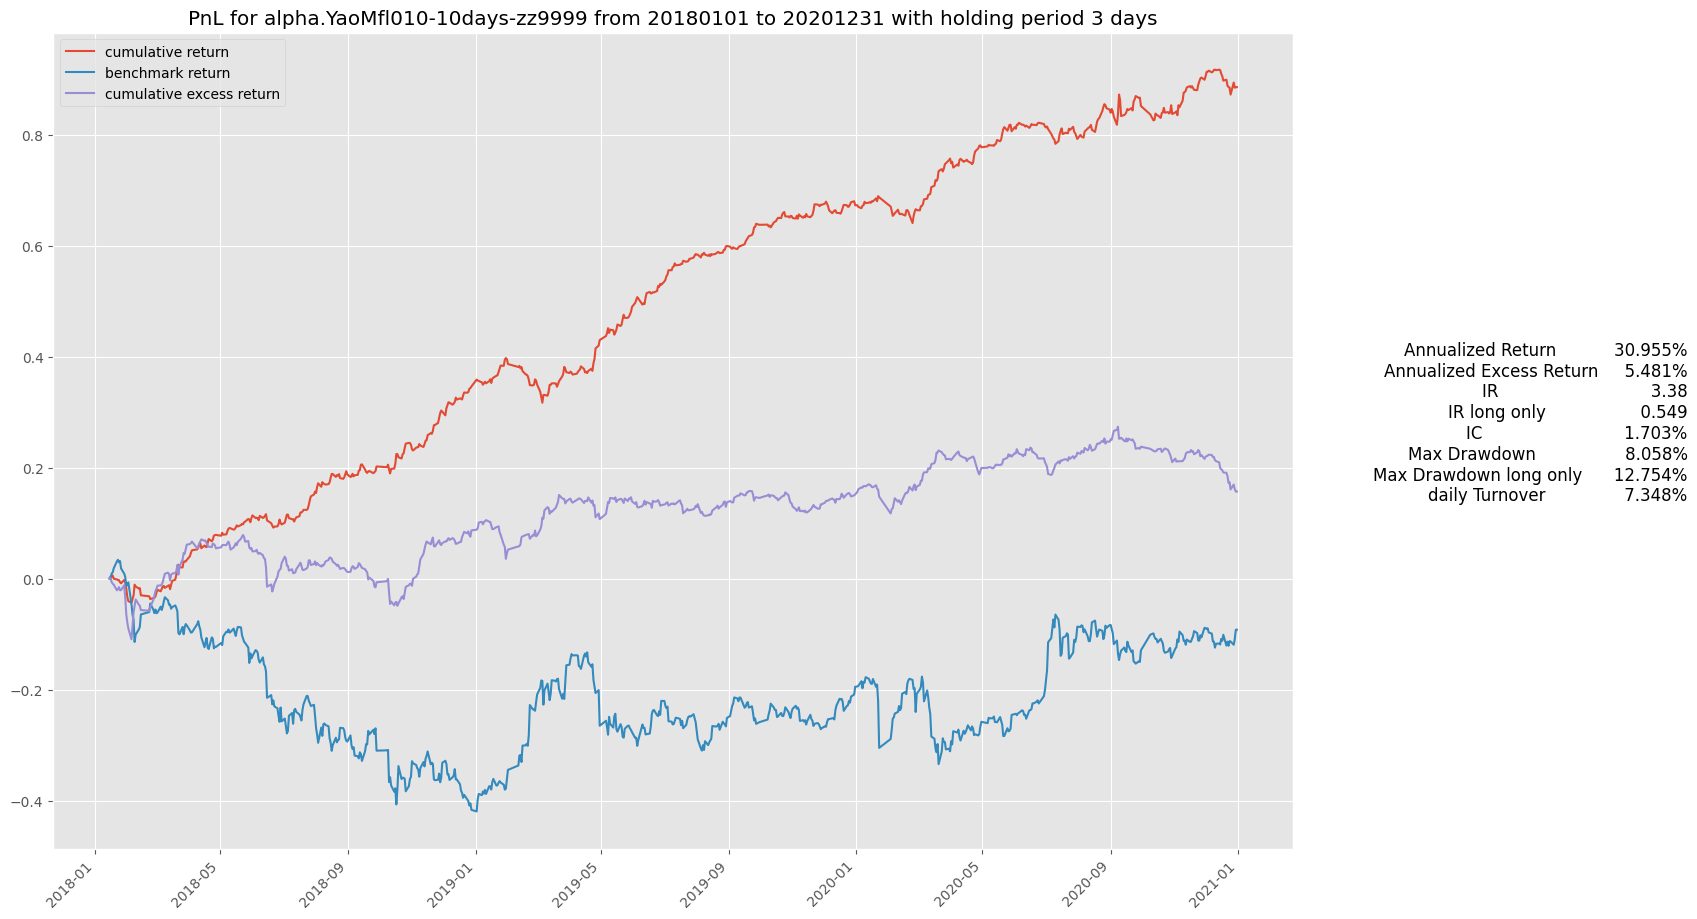 PnL for alpha.YaoMfl010-10days-zz9999 from 20180101 to 20201231 with holding period 3 days
cumulative return
benchmark return
cumulative excess return
0.8
0.6
0.4
0.2
0.0
−0.2
−0.4
2018-01
2018-05
2018-09
2019-01
2019-05
2019-09
2020-01
2020-05
2020-09
2021-01
Annualized Return 30.955%
Annualized Excess Return 5.481%
IR 3.38
IR long only 0.549
IC 1.703%
Max Drawdown 8.058%
Max Drawdown long only 12.754%
daily Turnover 7.348%